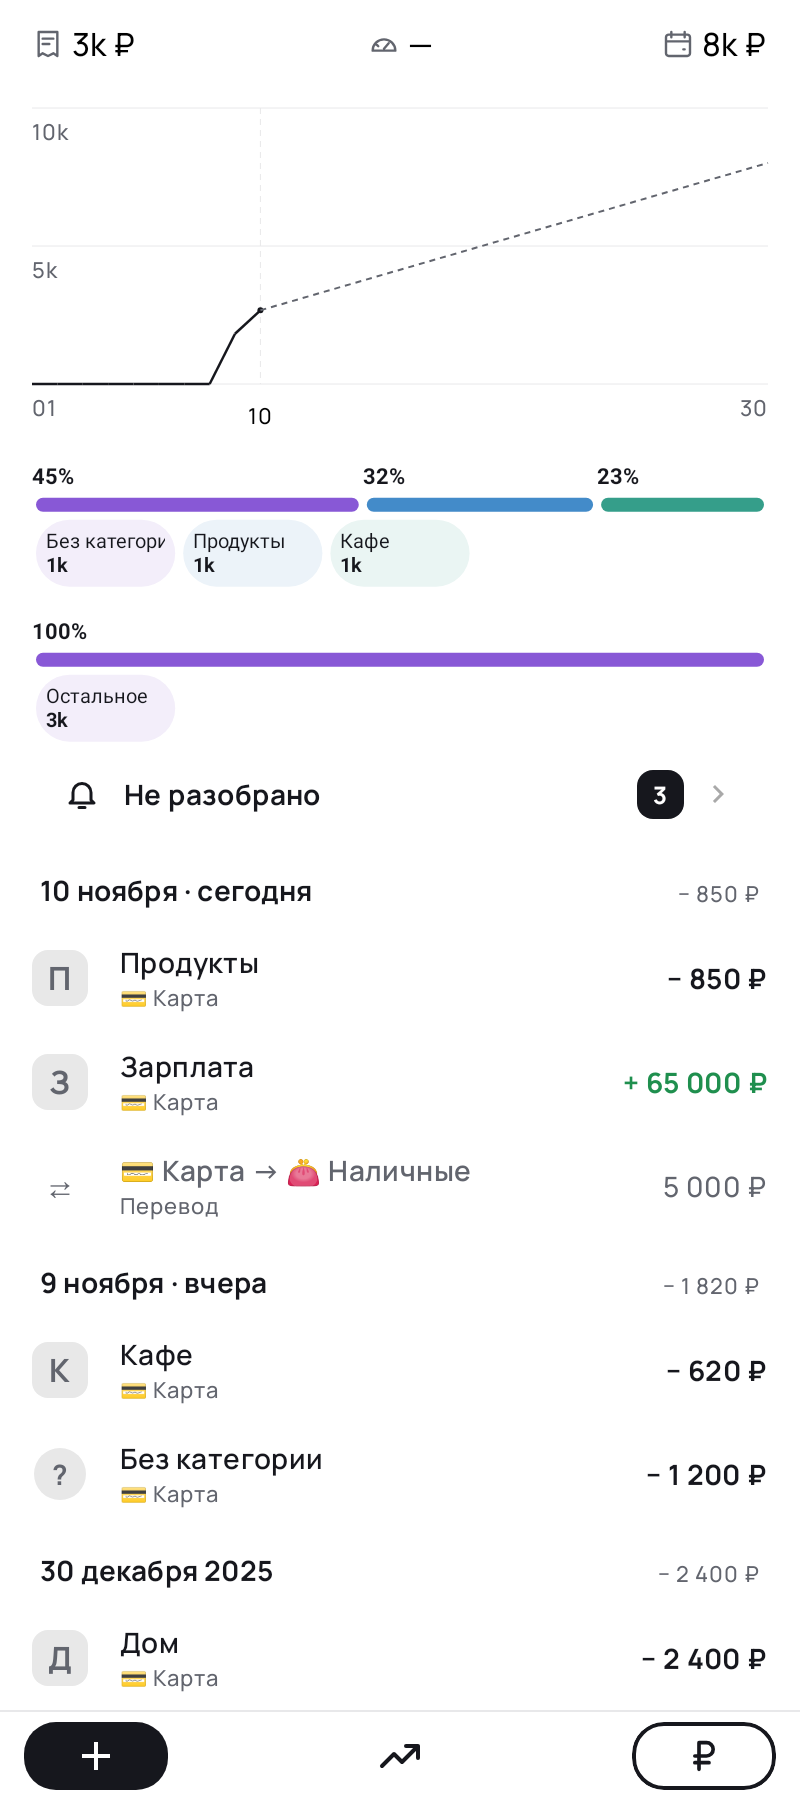 3k ₽
—
8k ₽
10k
5k
01
10
30
45%
32%
23%
Без категори
1k
Продукты
1k
Кафе
1k
100%
Остальное
3k
Не разобрано
3
10 ноября · сегодня
− 850 ₽
П
Продукты
− 850 ₽
💳 Карта
З
Зарплата
+ 65 000 ₽
💳 Карта
💳 Карта → 👛 Наличные
5 000 ₽
Перевод
9 ноября · вчера
− 1 820 ₽
К
Кафе
− 620 ₽
💳 Карта
?
Без категории
− 1 200 ₽
💳 Карта
30 декабря 2025
− 2 400 ₽
Д
Дом
− 2 400 ₽
💳 Карта
+
₽